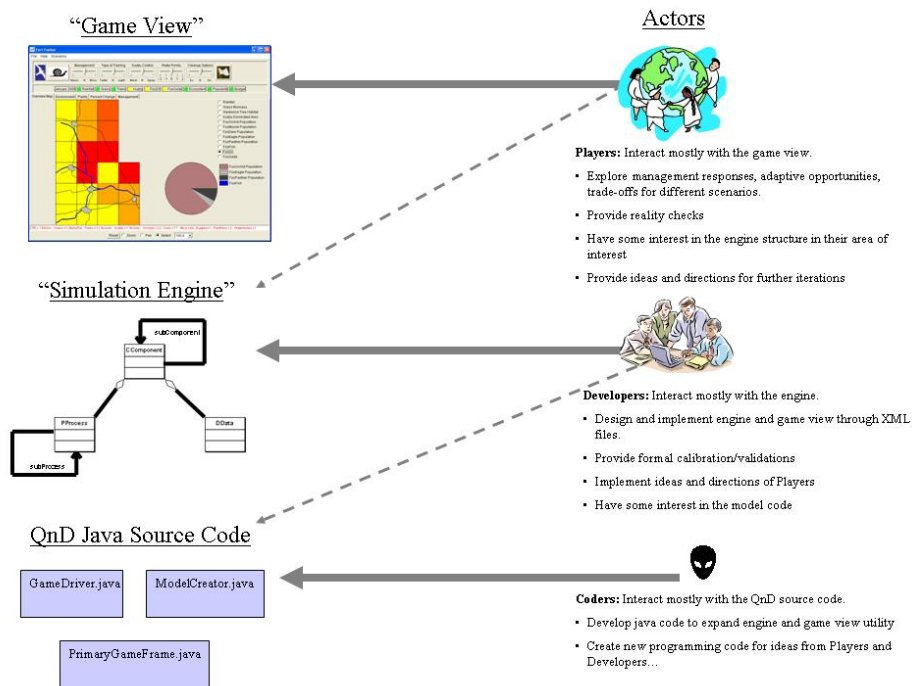 “Game View”
Actors
File Help Scenarios
Players: Interact mostly with the game view.
▪ Explore management responses, adaptive opportunities,
trade-offs for different scenarios.
▪ Provide reality checks
▪ Have some interest in the engine structure in their area of
interest
▪ Provide ideas and directions for further iterations
“Simulation Engine”
subComponent
CComponent
PProcess
DData
subProcess
Developers: Interact mostly with the engine.
▪ Design and implement engine and game view through XML
files.
▪ Provide formal calibration/validations
▪ Implement ideas and directions of Players
▪ Have some interest in the model code
QnD Java Source Code
GameDriver.java
ModelCreator.java
PrimaryGameFrame.java
Coders: Interact mostly with the QnD source code.
▪ Develop java code to expand engine and game view utility
▪ Create new programming code for ideas from Players and
Developers…